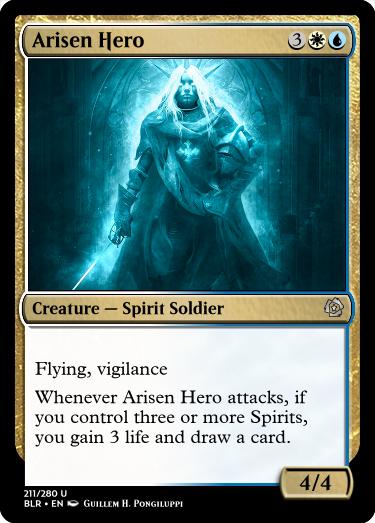 Arisen Hero 3
Creature — Spirit Soldier
Flying, vigilance
Whenever Arisen Hero attacks, if
you control three or more Spirits,
you gain 3 life and draw a card.
4/4
211/280 U
BLR • EN Guillem H. Pongiluppi